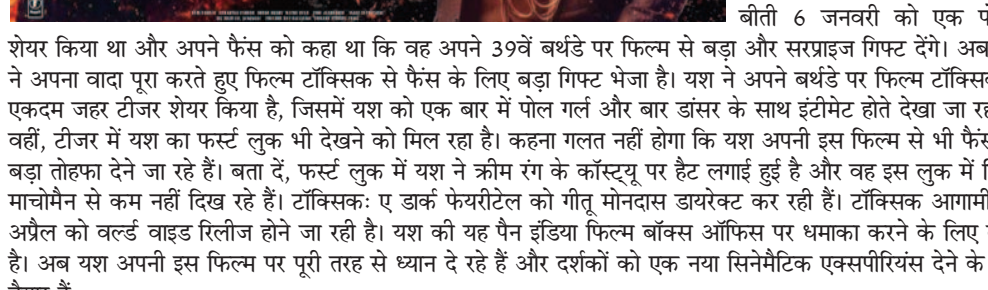 बीती 6 जनवरी को एक
शेयर किया था और अपने फैंस को कहा था कि वह अपने 39वें बर्थडे पर फिल्म से बड़ा और सरप्राइज गिफ्ट देंगे। अब
ने अपना वादा पूरा करते हुए फिल्म टॉक्सिक से फैंस के लिए बड़ा गिफ्ट भेजा है। यश ने अपने बर्थडे पर फिल्म
एकदम जहर टीजर शेयर किया है, जिसमें यश को एक बार में पोल गर्ल और बार डांसर के साथ इंटीमेट होते देखा जा
वहीं, टीजर में यश का फर्स्ट लुक भी देखने को मिल रहा है। कहना गलत नहीं होगा कि यश अपनी इस फिल्म से भी
बड़ा तोहफा देने जा रहे हैं। बता दें, फर्स्ट लुक में यश ने क्रीम रंग के कॉस्ट्यू पर हैट लगाई हुई है और वह इस लुक में
माचोमैन से कम नहीं दिख रहे हैं। टॉक्सिकः ए डार्क फेयरीटेल को गीतू मोनदास डायरेक्ट कर रही हैं। टॉक्सिक आगामी
अप्रैल को वर्ल्ड वाइड रिलीज होने जा रही है। यश की यह पैन इंडिया फिल्म बॉक्स ऑफिस पर धमाका करने के लिए
है। अब यश अपनी इस फिल्म पर पूरी तरह से ध्यान दे रहे हैं और दर्शकों को एक नया सिनेमैटिक एक्सपीरियंस देने के